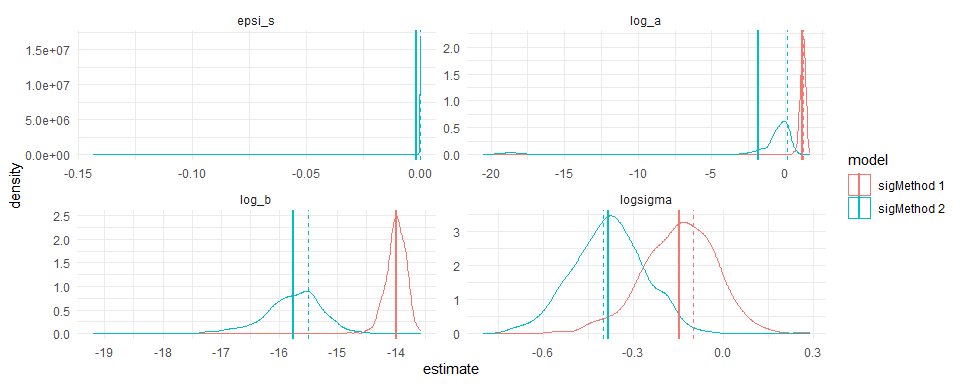 epsi_s
log_a
1.5e+07
1.0e+07
5.0e+06
0.0e+00
-0.15
-0.10
-0.05
0.00
2.0
1.5
1.0
0.5
0.0
-20
-15
-10
-5
0
density
log_b
logsigma
2.5
2.0
1.5
1.0
0.5
0.0
-19
-18
-17
-16
-15
-14
3
2
1
0
-0.6
-0.3
0.0
0.3
estimate
model
sigMethod 1
sigMethod 2